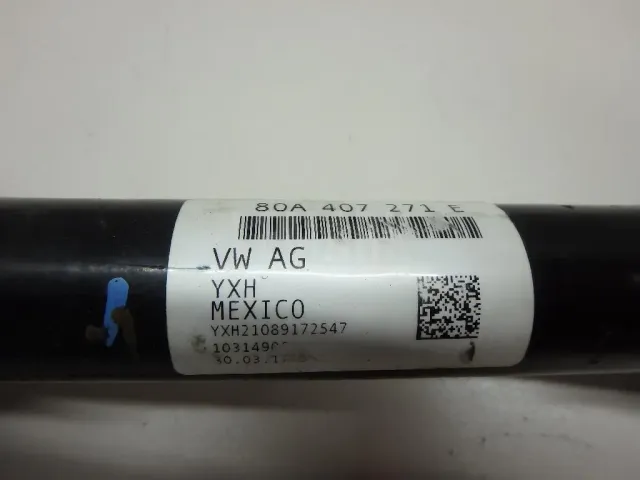 80A 407 271 E
VW AG
YXH
MEXICO
YXH21089172547